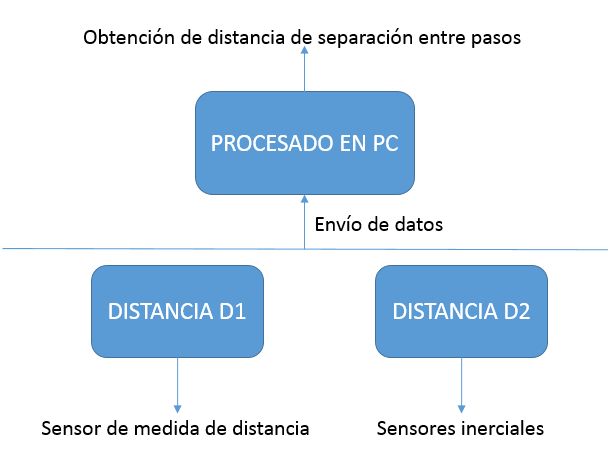 Obtención de distancia de separación entre pasos
PROCESADO EN PC
Envío de datos
DISTANCIA D1
DISTANCIA D2
Sensor de medida de distancia
Sensores inerciales